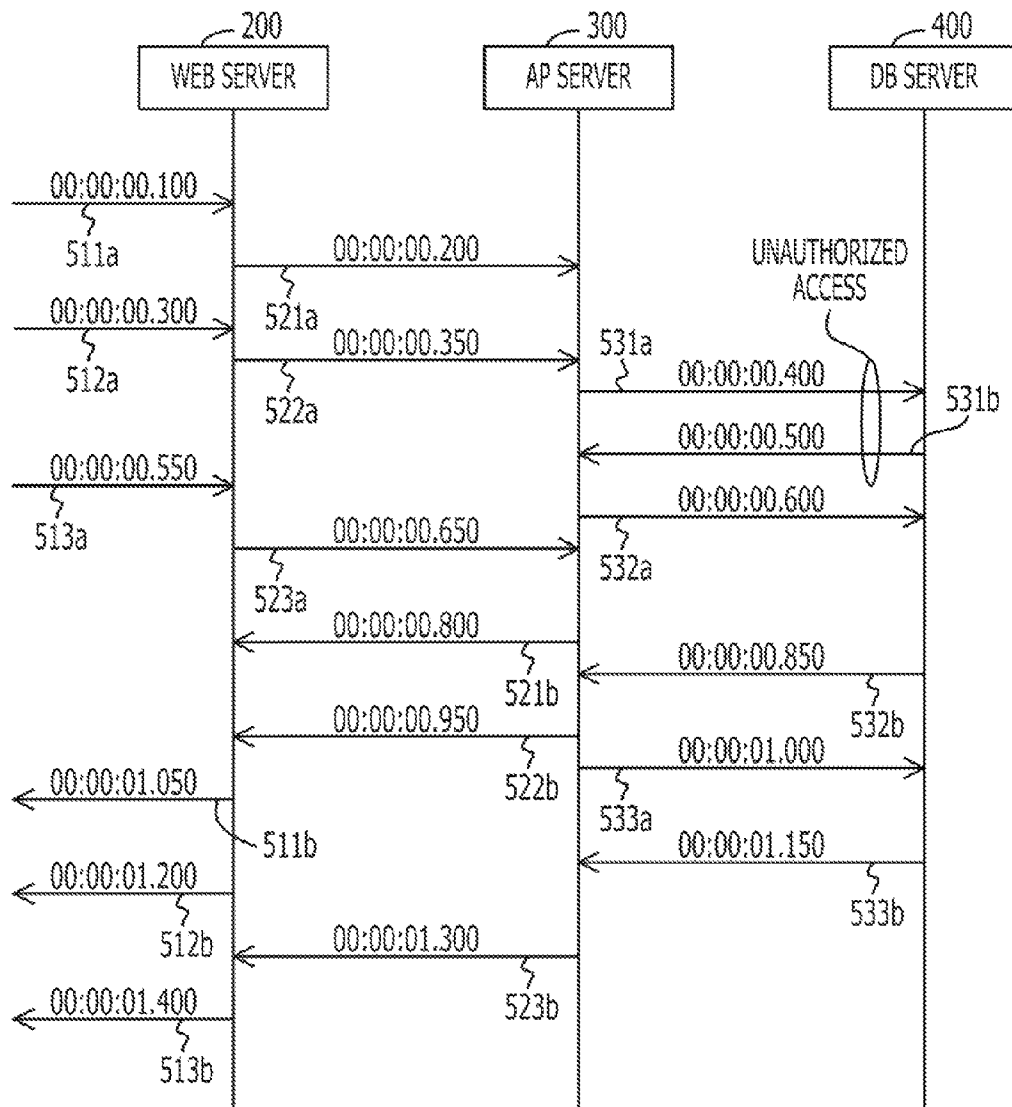 200
300
400
WEB SERVER
AP SERVER
DB SERVER
00:00:00.100
511a
00:00:00.200
521a
UNAUTHORIZED
ACCESS
00:00:00.300
512a
00:00:00.350
522a
531a
00:00:00.400
531b
00:00:00.500
00:00:00.550
513a
00:00:00.600
532a
00:00:00.650
523a
00:00:00.800
521b
00:00:00.850
532b
00:00:00.950
522b
00:00:01.000
533a
00:00:01.050
511b
00:00:01.150
533b
00:00:01.200
512b
00:00:01.300
523b
00:00:01.400
513b